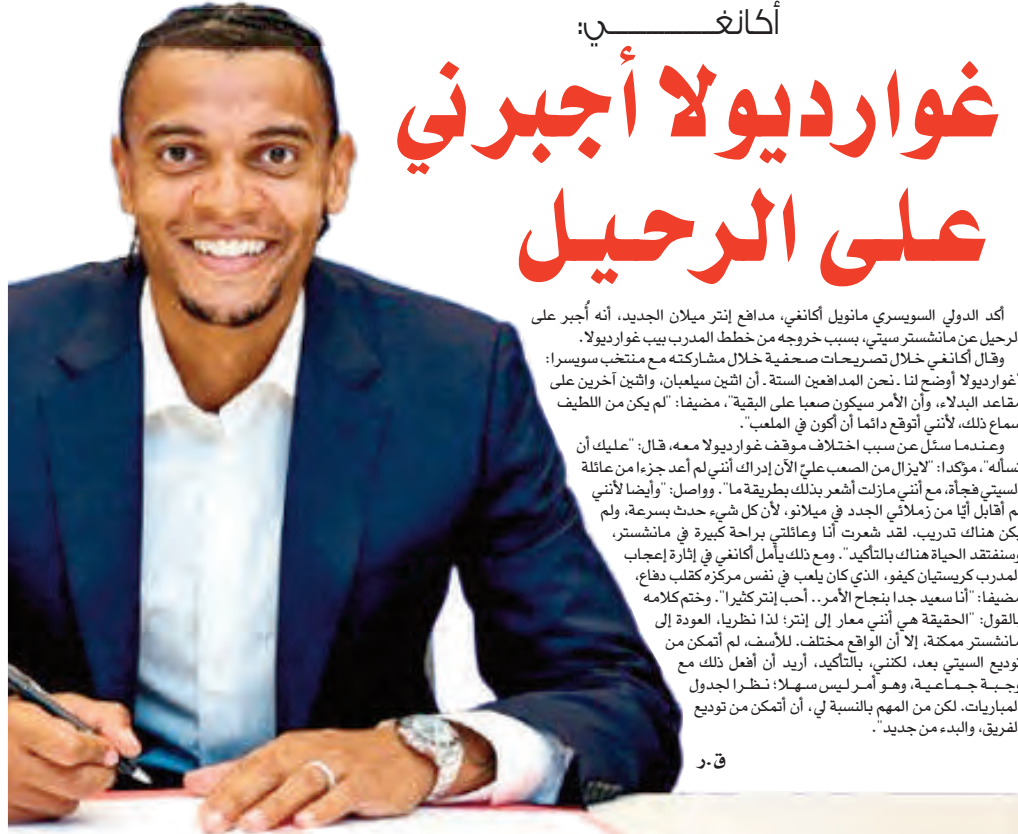 أكانغـــــــــــــي:
غوارديولا أجبرني
على الرحيل
أكد الدولي السويسري مانويل أكانغي، مدافع إنتر ميلان الجديد، أنه أُجبر على
لرحيل عن مانشستر سيتي، بسبب خروجه من خطط المدرب بيب غوارديولا.
وقال أكانغي خلال تصريحات صحفية خلال مشاركته مع منتخب سويسرا:
"غوارديولا أوضح لنا ـ نحن المدافعين الستة ـ أن اثنين سيلعبان، واثنين آخرين على
مقاعد البدلاء، وأن الأمر سيكون صعبا على البقية"، مضيفا: "لم يكن من اللطيف
سماع ذلك، لأنني أتوقع دائما أن أكون في الملعب".
وعندما سئل عن سبب اختلاف موقف غوارديولا معه، قال: "عليك أن
تسأله"، مؤكدا: "لايزال من الصعب عليّ الآن إدراك أنني لم أعد جزءا من عائلة
لسيتي فجأة، مع أنني مازلت أشعر بذلك بطريقة ما". وواصل: "وأيضا لأنني
لم أقابل أيّا من زملائي الجدد في ميلانو، لأن كل شيء حدث بسرعة، ولم
يكن هناك تدريب. لقد شعرت أنا وعائلتي براحة كبيرة في مانشستر،
وسنفتقد الحياة هناك بالتأكيد". ومع ذلك يأمل أكانغي في إثارة إعجاب
لمدرب كريستيان كيفو، الذي كان يلعب في نفس مركزه كقلب دفاع،
مضيفا: "أنا سعيد جدا بنجاح الأمر.. أحب إنتر كثيرا". وختم كلامه
بالقول: "الحقيقة هي أنني معار إلى إنتر؛ لذا نظريا، العودة إلى
مانشستر ممكنة، إلا أن الواقع مختلف. للأسف، لم أتمكن من
توديع السيتي بعد، لكنني، بالتأكيد، أريد أن أفعل ذلك مع
وجبة جماعية، وهو أمر ليس سهلا؛ نظرا لجدول
لمباريات. لكن من المهم بالنسبة لي، أن أتمكن من توديع
لفريق، والبدء من جديد".
ق.ر